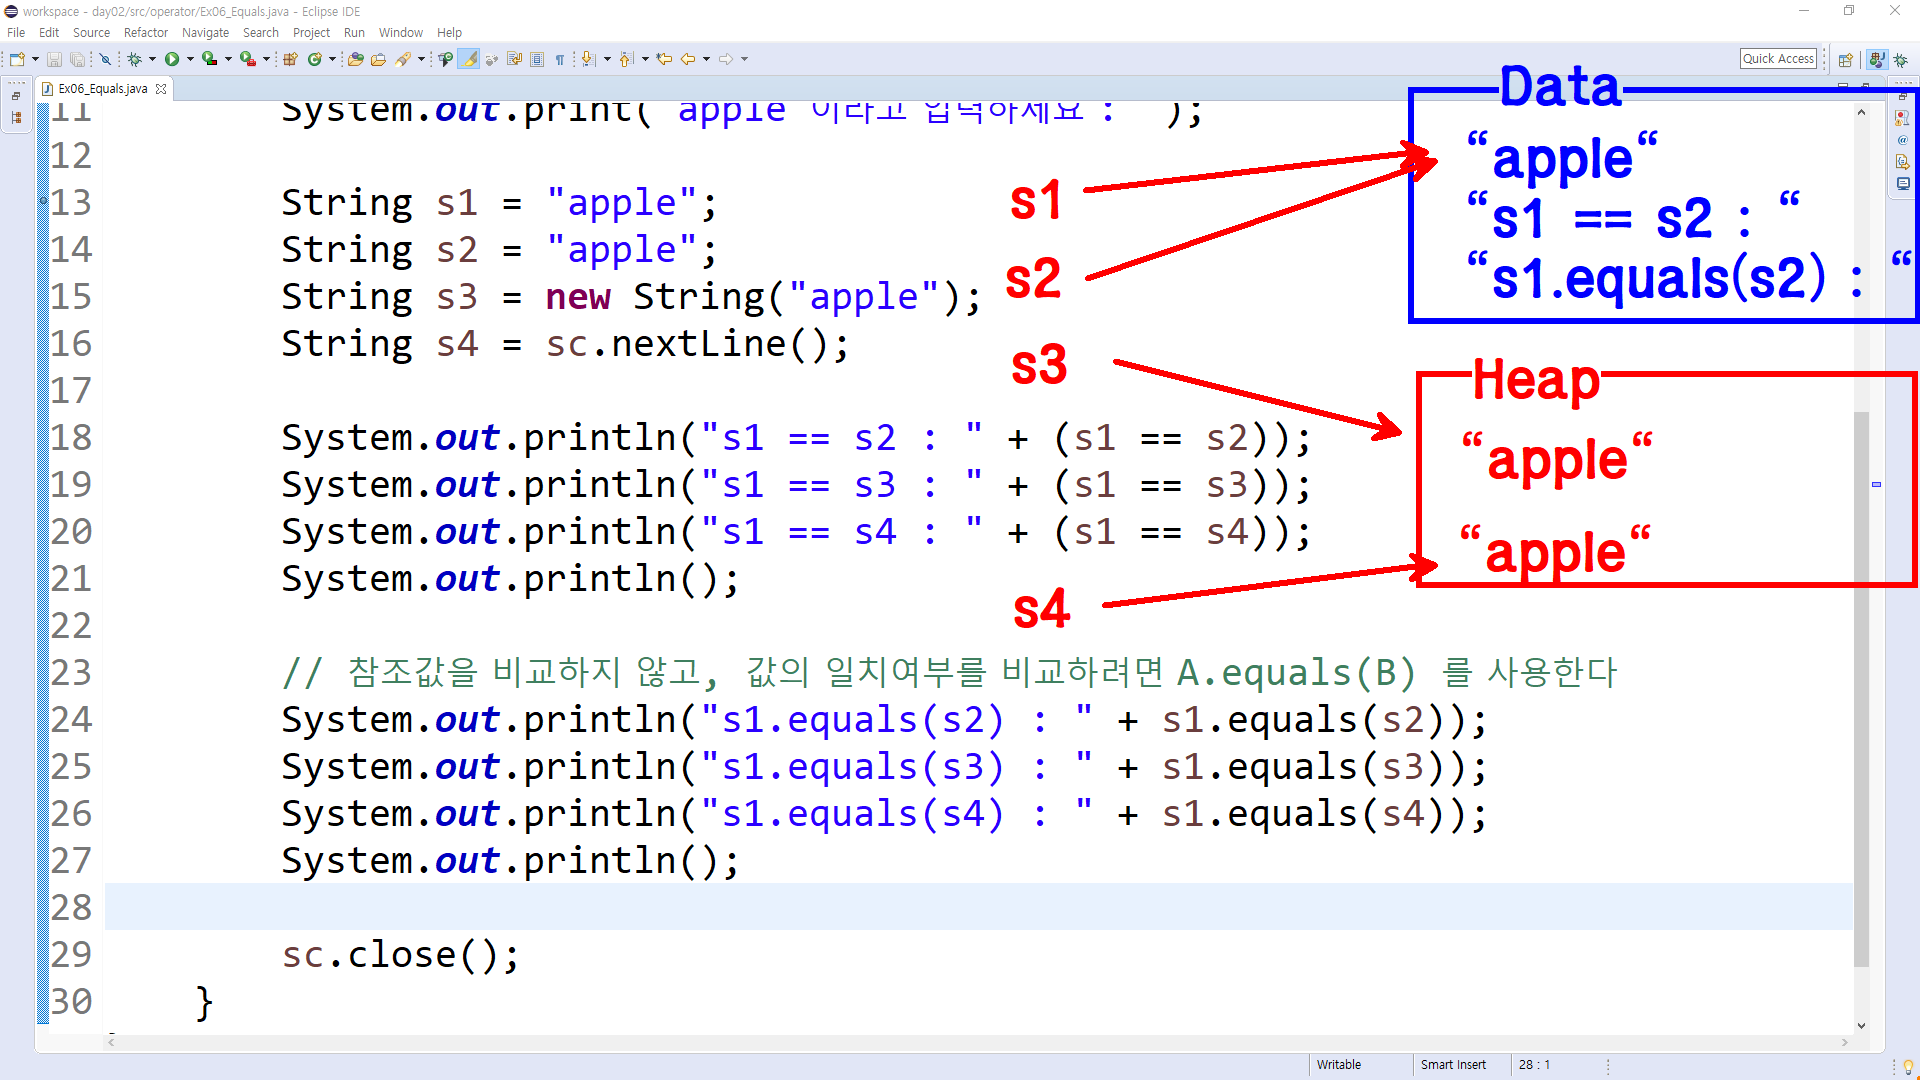 workspace - day02/src/operator/Ex06_Equals.java - Eclipse IDE
File Edit Source Refactor Navigate Search Project Run Window Help
Quick Access
Ex06_Equals.java
11 System.out.print("apple 이라고 입력하세요 : ");
12
13 String s1 = "apple";
14 String s2 = "apple";
15 String s3 = new String("apple");
16 String s4 = sc.nextLine();
17
18 System.out.println("s1 == s2 : " + (s1 == s2));
19 System.out.println("s1 == s3 : " + (s1 == s3));
20 System.out.println("s1 == s4 : " + (s1 == s4));
21 System.out.println();
22
23 // 참조값을 비교하지 않고, 값의 일치여부를 비교하려면 A.equals(B) 를 사용한다
24 System.out.println("s1.equals(s2) : " + s1.equals(s2));
25 System.out.println("s1.equals(s3) : " + s1.equals(s3));
26 System.out.println("s1.equals(s4) : " + s1.equals(s4));
27 System.out.println();
28
29 sc.close();
30 }
s1
s2
s3
s4
Data
“apple“
“s1 == s2 : “
“s1.equals(s2) : “
Heap
“apple“
“apple“
Writable Smart Insert 28 : 1